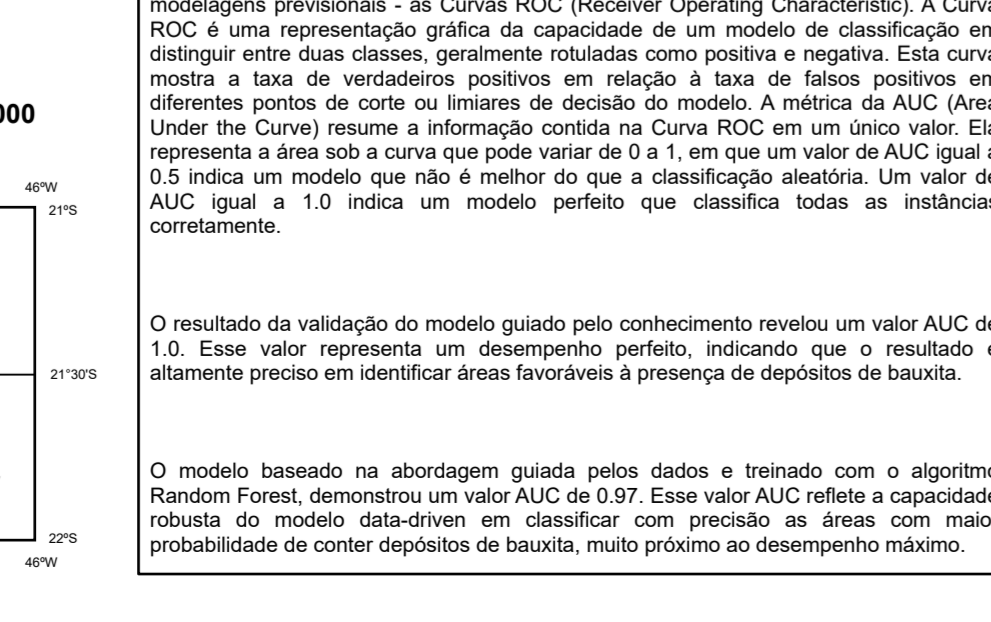 modelagens previsionais - as Curvas ROC (Receiver Operating Characteristic). A Curva
ROC é uma representação gráfica da capacidade de um modelo de classificação em
distinguir entre duas classes, geralmente rotuladas como positiva e negativa. Esta curva
mostra a taxa de verdadeiros positivos em relação à taxa de falsos positivos em
diferentes pontos de corte ou limiares de decisão do modelo. A métrica da AUC (Area
Under the Curve) resume a informação contida na Curva ROC em um único valor. Ela
representa a área sob a curva que pode variar de 0 a 1, em que um valor de AUC igual a
0.5 indica um modelo que não é melhor do que a classificação aleatória. Um valor de
AUC igual a 1.0 indica um modelo perfeito que classifica todas as instâncias
corretamente.
O resultado da validação do modelo guiado pelo conhecimento revelou um valor AUC de
1.0. Esse valor representa um desempenho perfeito, indicando que o resultado é
altamente preciso em identificar áreas favoráveis à presença de depósitos de bauxita.
O modelo baseado na abordagem guiada pelos dados e treinado com o algoritmo
Random Forest, demonstrou um valor AUC de 0.97. Esse valor AUC reflete a capacidade
robusta do modelo data-driven em classificar com precisão as áreas com maio
probabilidade de conter depósitos de bauxita, muito próximo ao desempenho máximo.
000
46ºW
21ºS
21°30'S
22ºS
46ºW